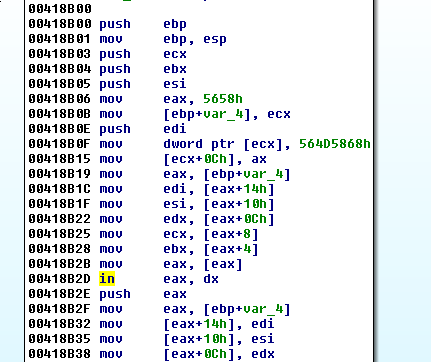 00418B00
00418B00 push ebp
00418B01 mov ebp, esp
00418B03 push ecx
00418B04 push ebx
00418B05 push esi
00418B06 mov eax, 5658h
00418B0B mov [ebp+var_4], ecx
00418B0E push edi
00418B0F mov dword ptr [ecx], 564D5868h
00418B15 mov [ecx+0Ch], ax
00418B19 mov eax, [ebp+var_4]
00418B1C mov edi, [eax+14h]
00418B1F mov esi, [eax+10h]
00418B22 mov edx, [eax+0Ch]
00418B25 mov ecx, [eax+8]
00418B28 mov ebx, [eax+4]
00418B2B mov eax, [eax]
00418B2D in eax, dx
00418B2E push eax
00418B2F mov eax, [ebp+var_4]
00418B32 mov [eax+14h], edi
00418B35 mov [eax+10h], esi
00418B38 mov [eax+0Ch], edx